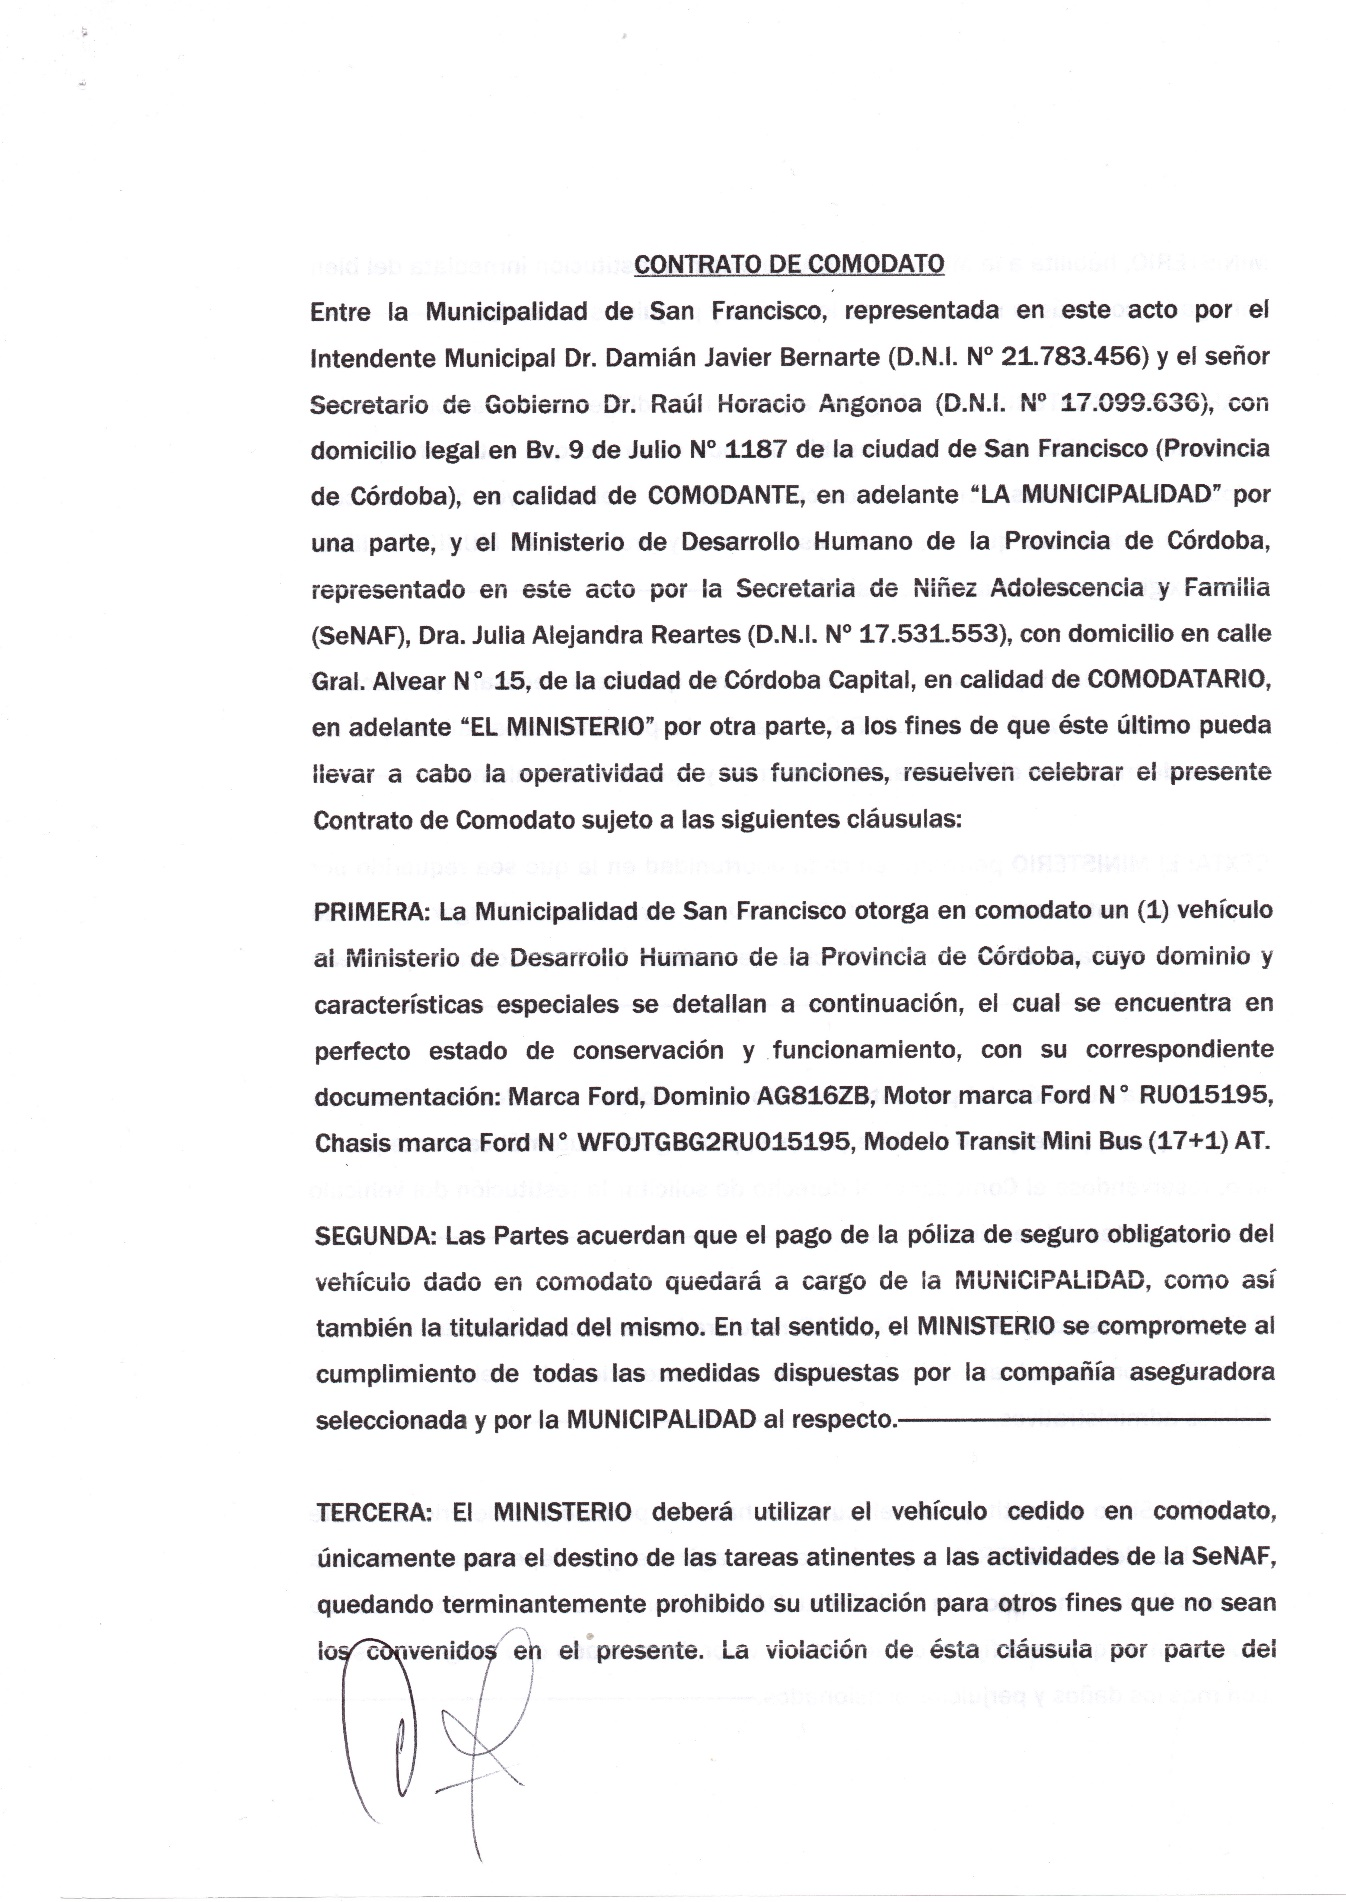 CONTRATO DE COMODATO
Entre la Municipalidad de San Francisco, representada en este acto por el
Intendente Municipal Dr. Damián Javier Bernarte (D.N.I. Nº 21.783.456) y el señor
Secretario de Gobierno Dr. Raúl Horacio Angonoa (D.N.I. Nº 17.099.636), con
domicilio legal en Bv. 9 de Julio Nº 1187 de la ciudad de San Francisco (Provincia
de Córdoba), en calidad de COMODANTE, en adelante “LA MUNICIPALIDAD” por
una parte, y el Ministerio de Desarrollo Humano de la Provincia de Córdoba,
representado en este acto por la Secretaria de Niñez Adolescencia y Familia
(SeNAF), Dra. Julia Alejandra Reartes (D.N.I. Nº 17.531.553), con domicilio en calle
Gral. Alvear N° 15, de la ciudad de Córdoba Capital, en calidad de COMODATARIO,
en adelante “EL MINISTERIO” por otra parte, a los fines de que éste último pueda
llevar a cabo la operatividad de sus funciones, resuelven celebrar el presente
Contrato de Comodato sujeto a las siguientes cláusulas:
PRIMERA: La Municipalidad de San Francisco otorga en comodato un (1) vehículo
al Ministerio de Desarrollo Humano de la Provincia de Córdoba, cuyo dominio y
características especiales se detallan a continuación, el cual se encuentra en
perfecto estado de conservación y funcionamiento, con su correspondiente
documentación: Marca Ford, Dominio AG816ZB, Motor marca Ford N° RU015195,
Chasis marca Ford N° WFOJTGBG2RU015195, Modelo Transit Mini Bus (17+1) AT.
SEGUNDA: Las Partes acuerdan que el pago de la póliza de seguro obligatorio del
vehículo dado en comodato quedará a cargo de la MUNICIPALIDAD, como así
también la titularidad del mismo. En tal sentido, el MINISTERIO se compromete al
cumplimiento de todas las medidas dispuestas por la compañía aseguradora
seleccionada y por la MUNICIPALIDAD al respecto.
TERCERA: El MINISTERIO deberá utilizar el vehículo cedido en comodato,
únicamente para el destino de las tareas atinentes a las actividades de la SeNAF,
quedando terminantemente prohibido su utilización para otros fines que no sean
los convenidos en el presente. La violación de ésta cláusula por parte del